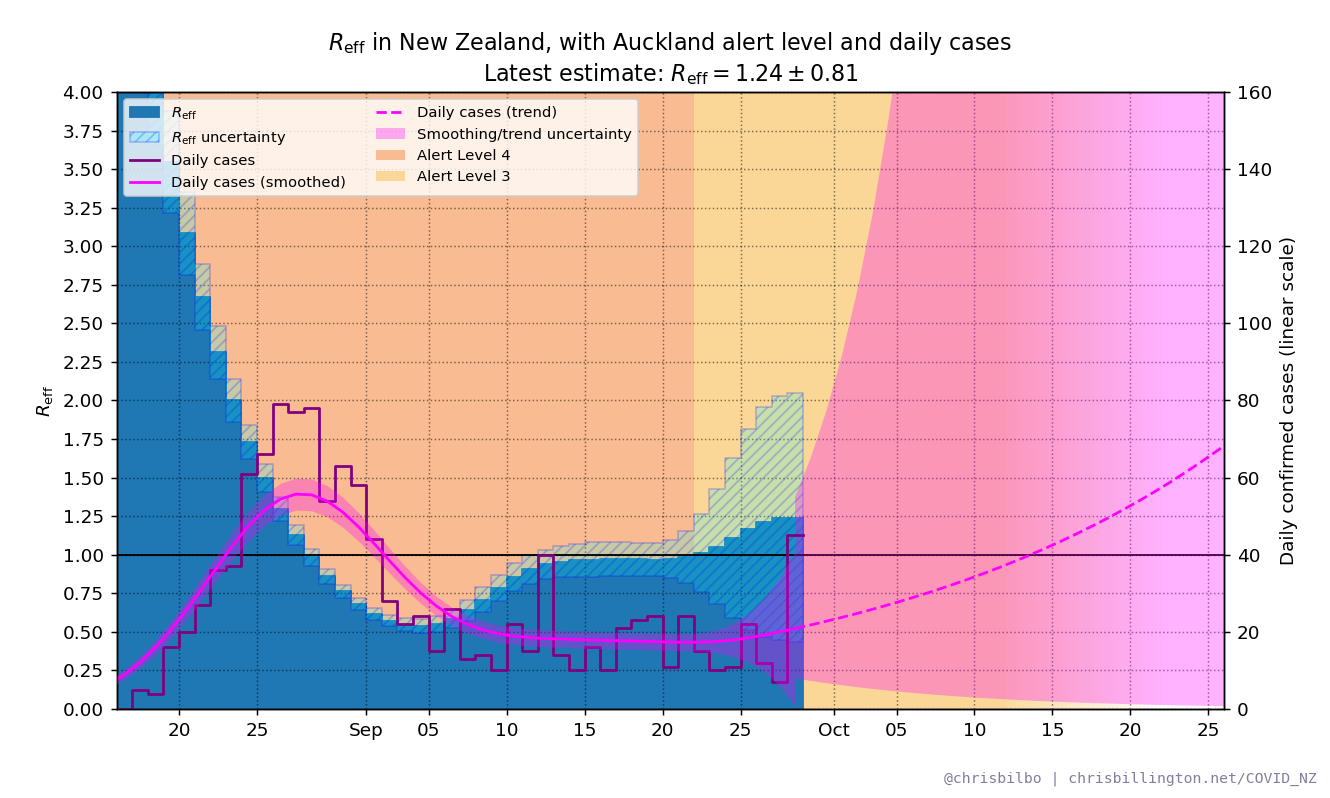 Reff in New Zealand, with Auckland alert level and daily cases
Latest estimate: Reff = 1.24 ± 0.81
Reff
Reff uncertainty
Daily cases
Daily cases (smoothed)
Daily cases (trend)
Smoothing/trend uncertainty
Alert Level 4
Alert Level 3
4.00
3.75
3.50
3.25
3.00
2.75
2.50
2.25
2.00
1.75
1.50
1.25
1.00
0.75
0.50
0.25
0.00
Reff
160
140
120
100
80
60
40
20
0
Daily confirmed cases (linear scale)
20 25 Sep 05 10 15 20 25 Oct 05 10 15 20 25
@chrisbilbo | chrisbillington.net/COVID_NZ